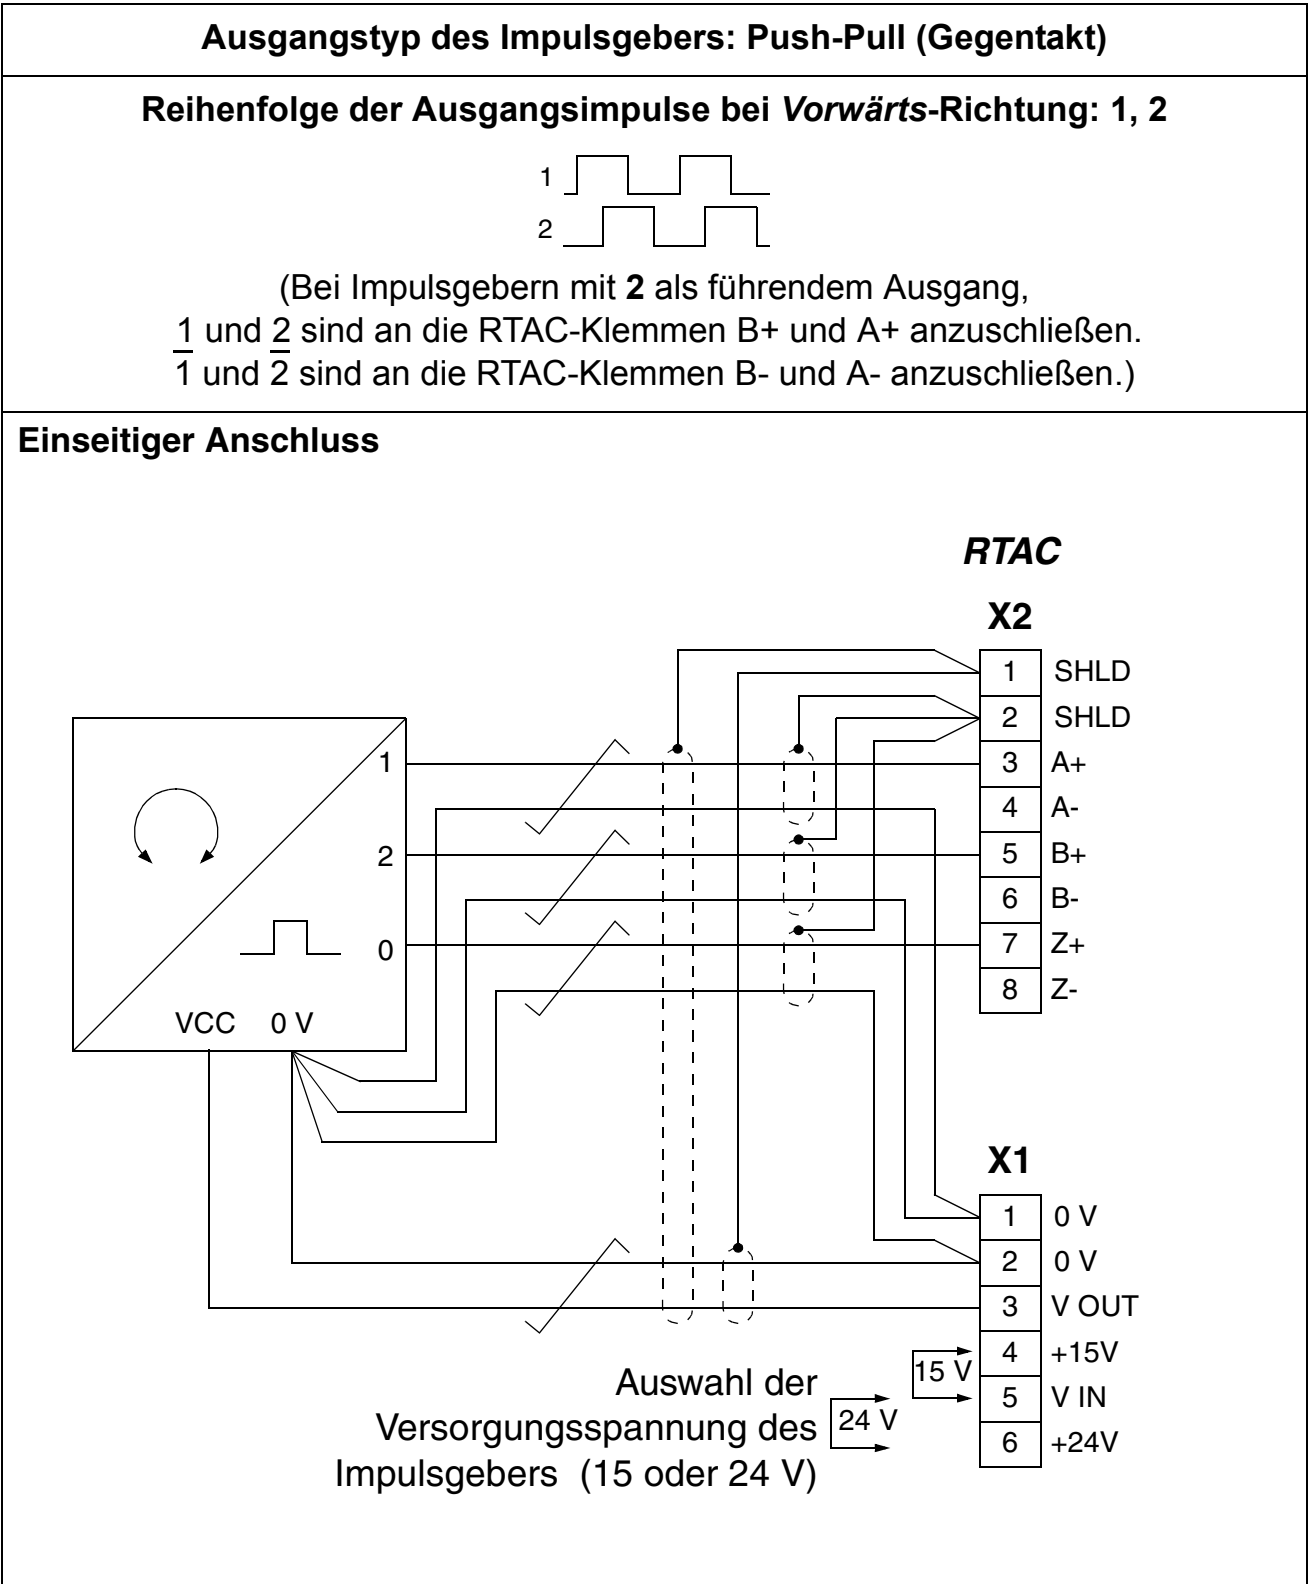 Ausgangstyp des Impulsgebers: Push-Pull (Gegentakt)
Reihenfolge der Ausgangsimpulse bei Vorwärts-Richtung: 1, 2
1
2
(Bei Impulsgebern mit 2 als führendem Ausgang,
1 und 2 sind an die RTAC-Klemmen B+ und A+ anzuschließen.
1̅ und 2̅ sind an die RTAC-Klemmen B- und A- anzuschließen.)
Einseitiger Anschluss
RTAC
X2
1 SHLD
2 SHLD
3 A+
4 A-
5 B+
6 B-
7 Z+
8 Z-
1
2
0
VCC 0 V
X1
1 0 V
2 0 V
3 V OUT
4 +15V
5 V IN
6 +24V
15 V
24 V
Auswahl der
Versorgungsspannung des
Impulsgebers (15 oder 24 V)